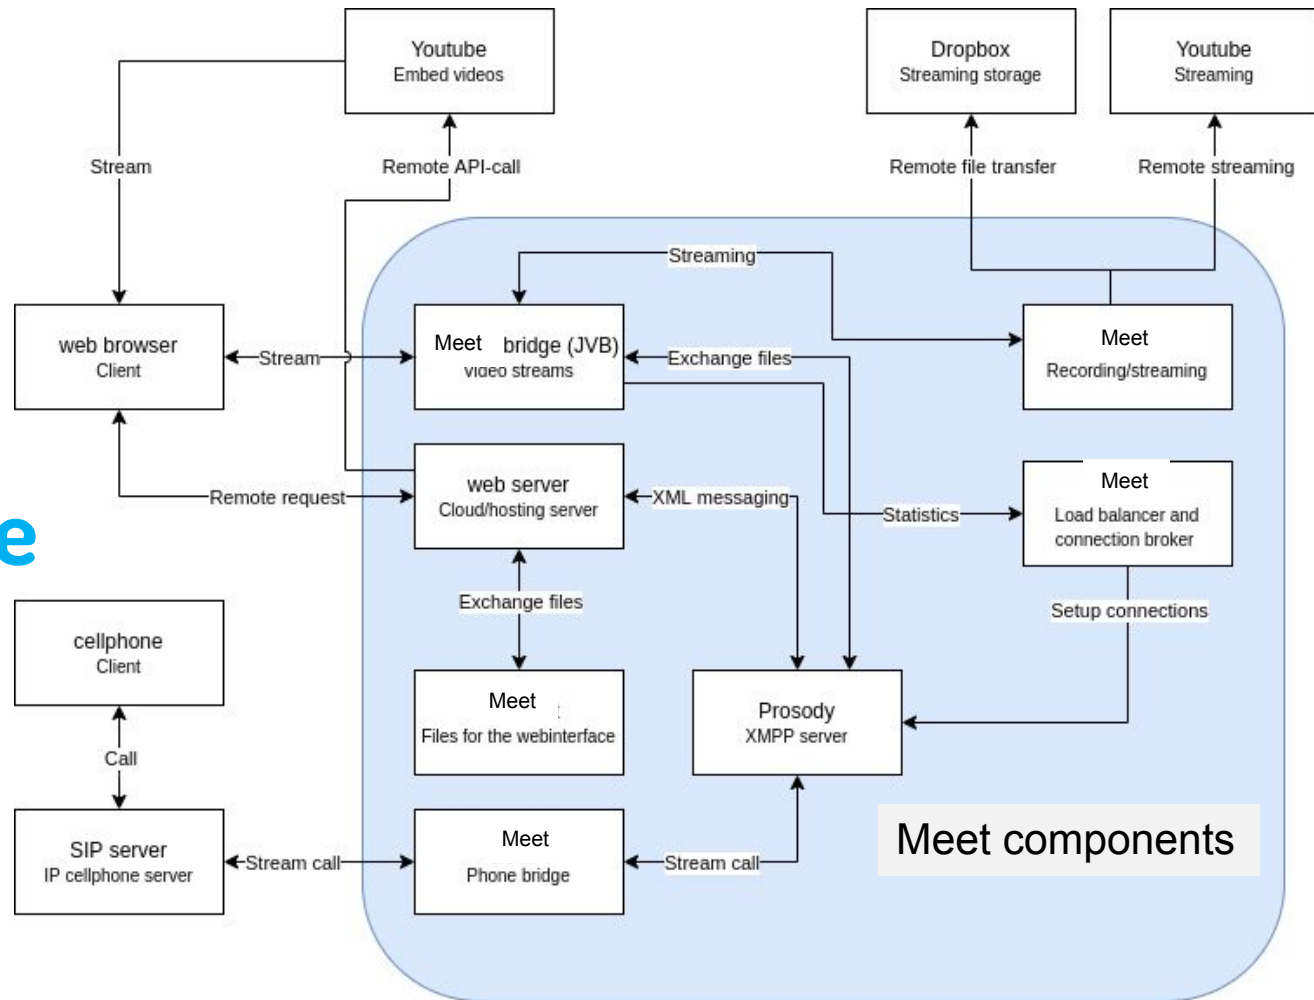 Youtube
Embed videos
Dropbox
Streaming storage
Youtube
Streaming
Stream
Remote API-call
Remote file transfer
Remote streaming
Streaming
web browser
Client
Stream
Meet bridge (JVB)
video streams
Exchange files
Meet
Recording/streaming
Remote request
web server
Cloud/hosting server
XML messaging
Statistics
Meet
Load balancer and
connection broker
e
Exchange files
Setup connections
cellphone
Client
Meet
Files for the webinterface
Prosody
XMPP server
Call
SIP server
IP cellphone server
Stream call
Meet
Phone bridge
Stream call
Meet components